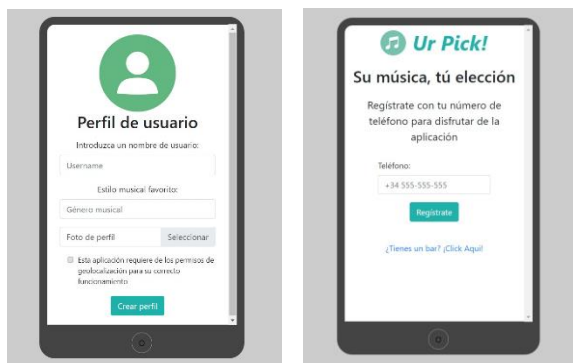 Perfil de usuario
Introduzca un nombre de usuario:
Username
Estilo musical favorito:
Género musical
Foto de perfil Seleccionar
Esta aplicación requiere de los permisos de
geolocalización para su correcto
funcionamiento
Crear perfil
Ur Pick!
Su música, tú elección
Regístrate con tu número de
teléfono para disfrutar de la
aplicación
Teléfono:
+34 555-555-555
Regístrate
¿Tienes un bar? ¡Click Aquí!